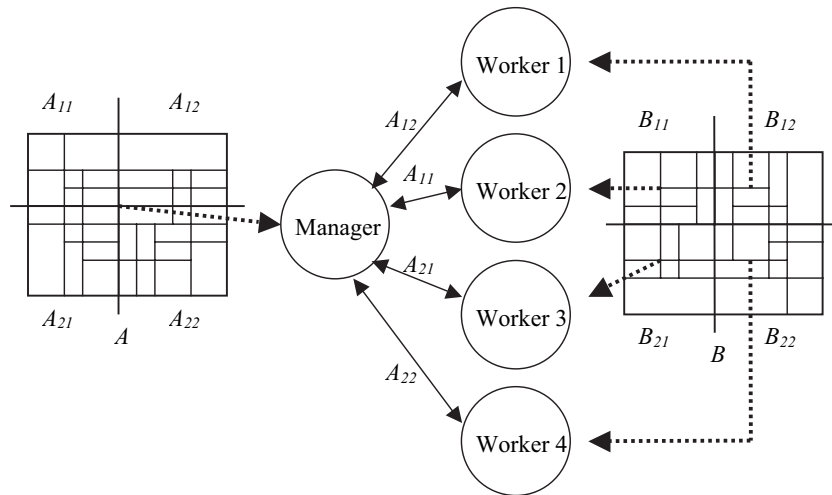 Worker 1
A11
A12
A12
B11
B12
A11
Worker 2
Manager
A21
Worker 3
A21
A
A22
B21
B
B22
A22
Worker 4